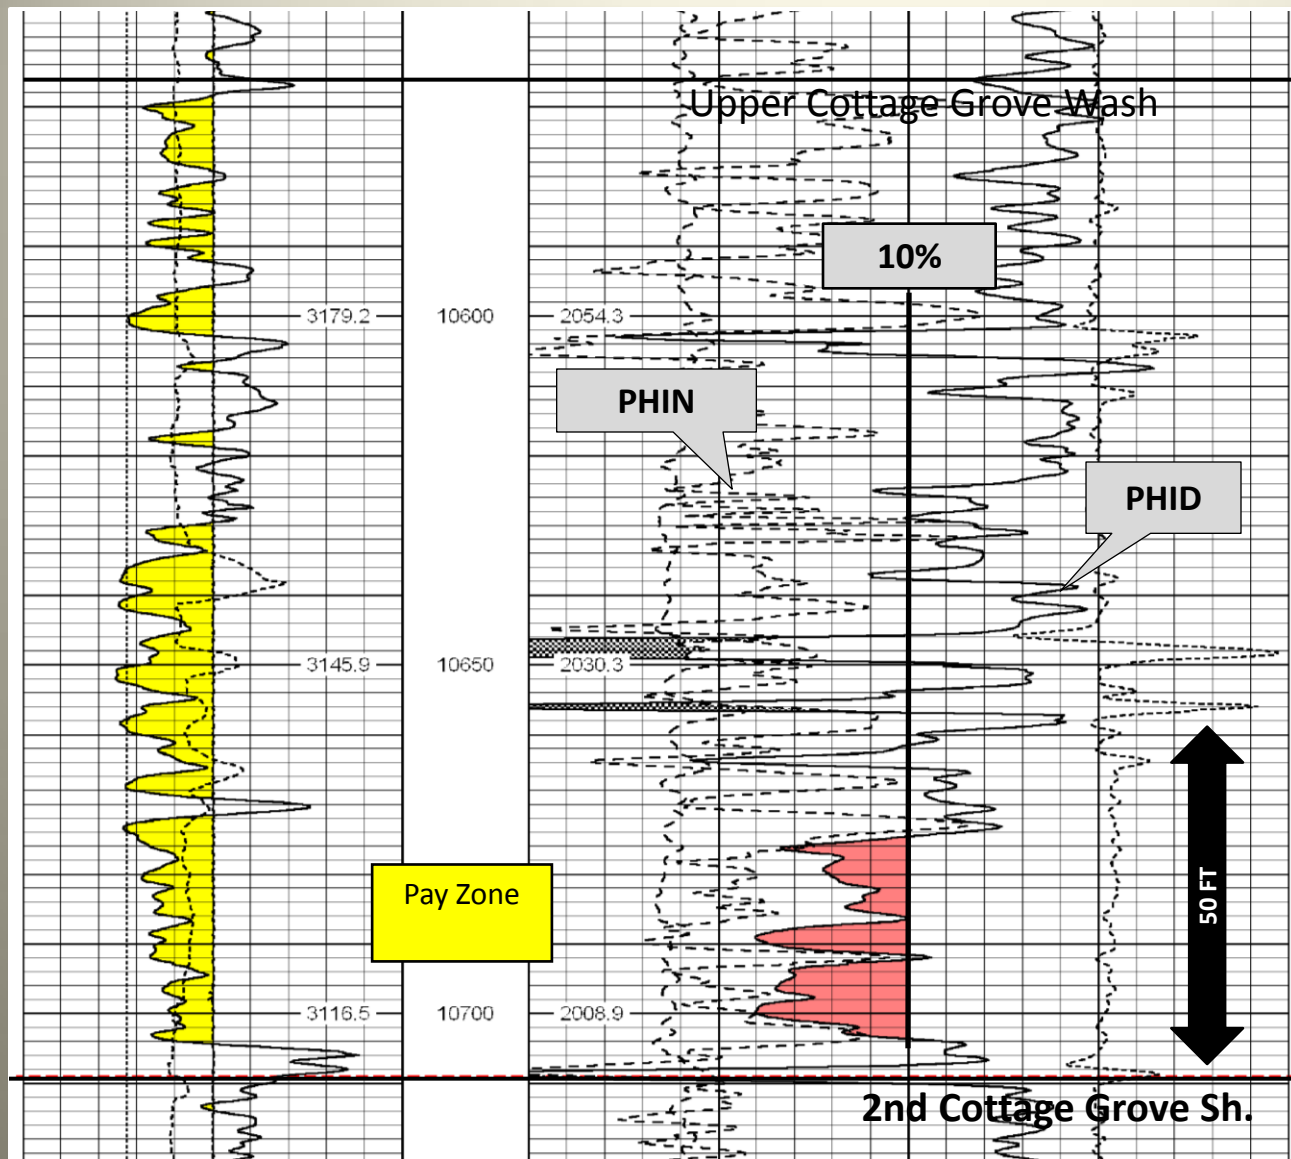 Upper Cottage Grove Wash
10%
3179.2
10600
2054.3
PHIN
PHID
3145.9
10650
2030.3
Pay Zone
50 FT
3116.5
10700
2008.9
2nd Cottage Grove Sh.